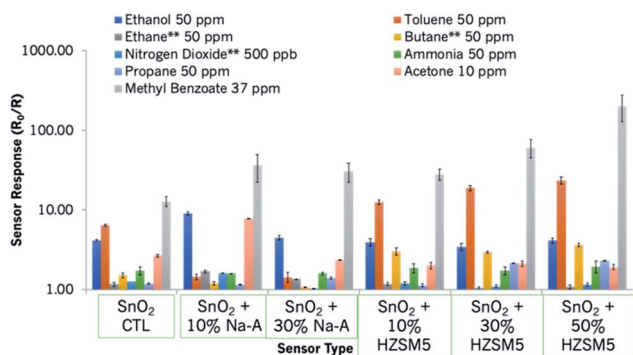 Ethanol 50 ppm
Toluene 50 ppm
Ethane** 50 ppm
Butane** 50 ppm
Nitrogen Dioxide** 500 ppb
Ammonia 50 ppm
Propane 50 ppm
Acetone 10 ppm
Methyl Benzoate 37 ppm
Sensor Response (R₀/R)
1000.00
100.00
10.00
1.00
SnO₂ CTL
SnO₂ + 10% Na-A
SnO₂ + 30% Na-A
SnO₂ + 10% HZSM5
SnO₂ + 30% HZSM5
SnO₂ + 50% HZSM5
Sensor Type